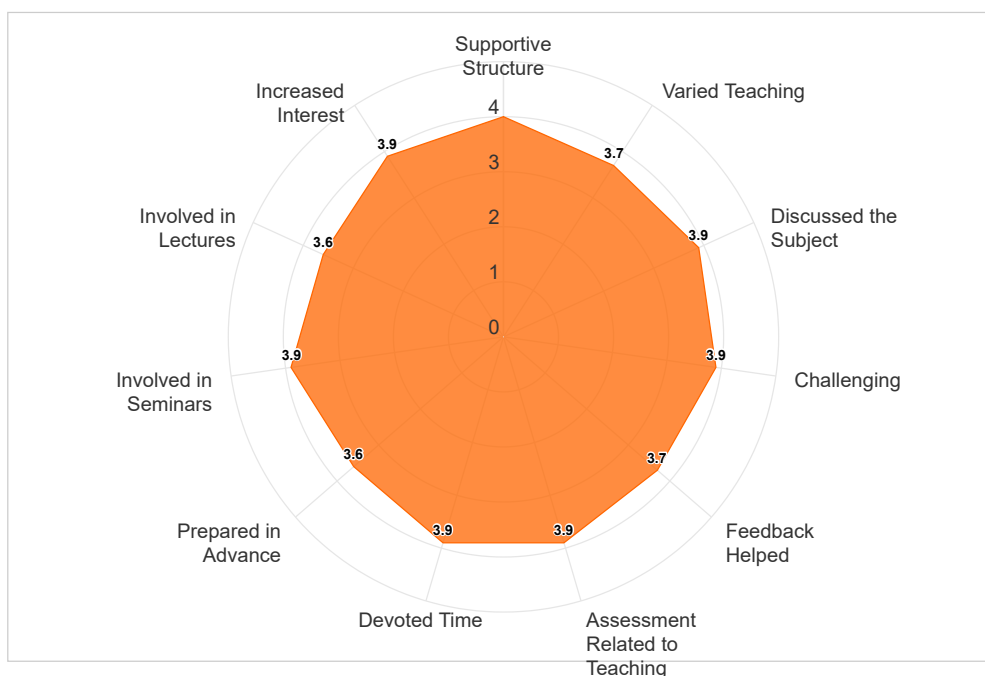 Supportive
Structure
Increased
Interest
Varied Teaching
4
3.9
3.7
3
Involved in
Lectures
Discussed the
Subject
2
3.6
3.9
1
0
3.9
3.9
Involved in
Seminars
Challenging
3.6
3.7
Prepared in
Advance
Feedback
Helped
3.9
3.9
Devoted Time
Assessment
Related to
Teaching